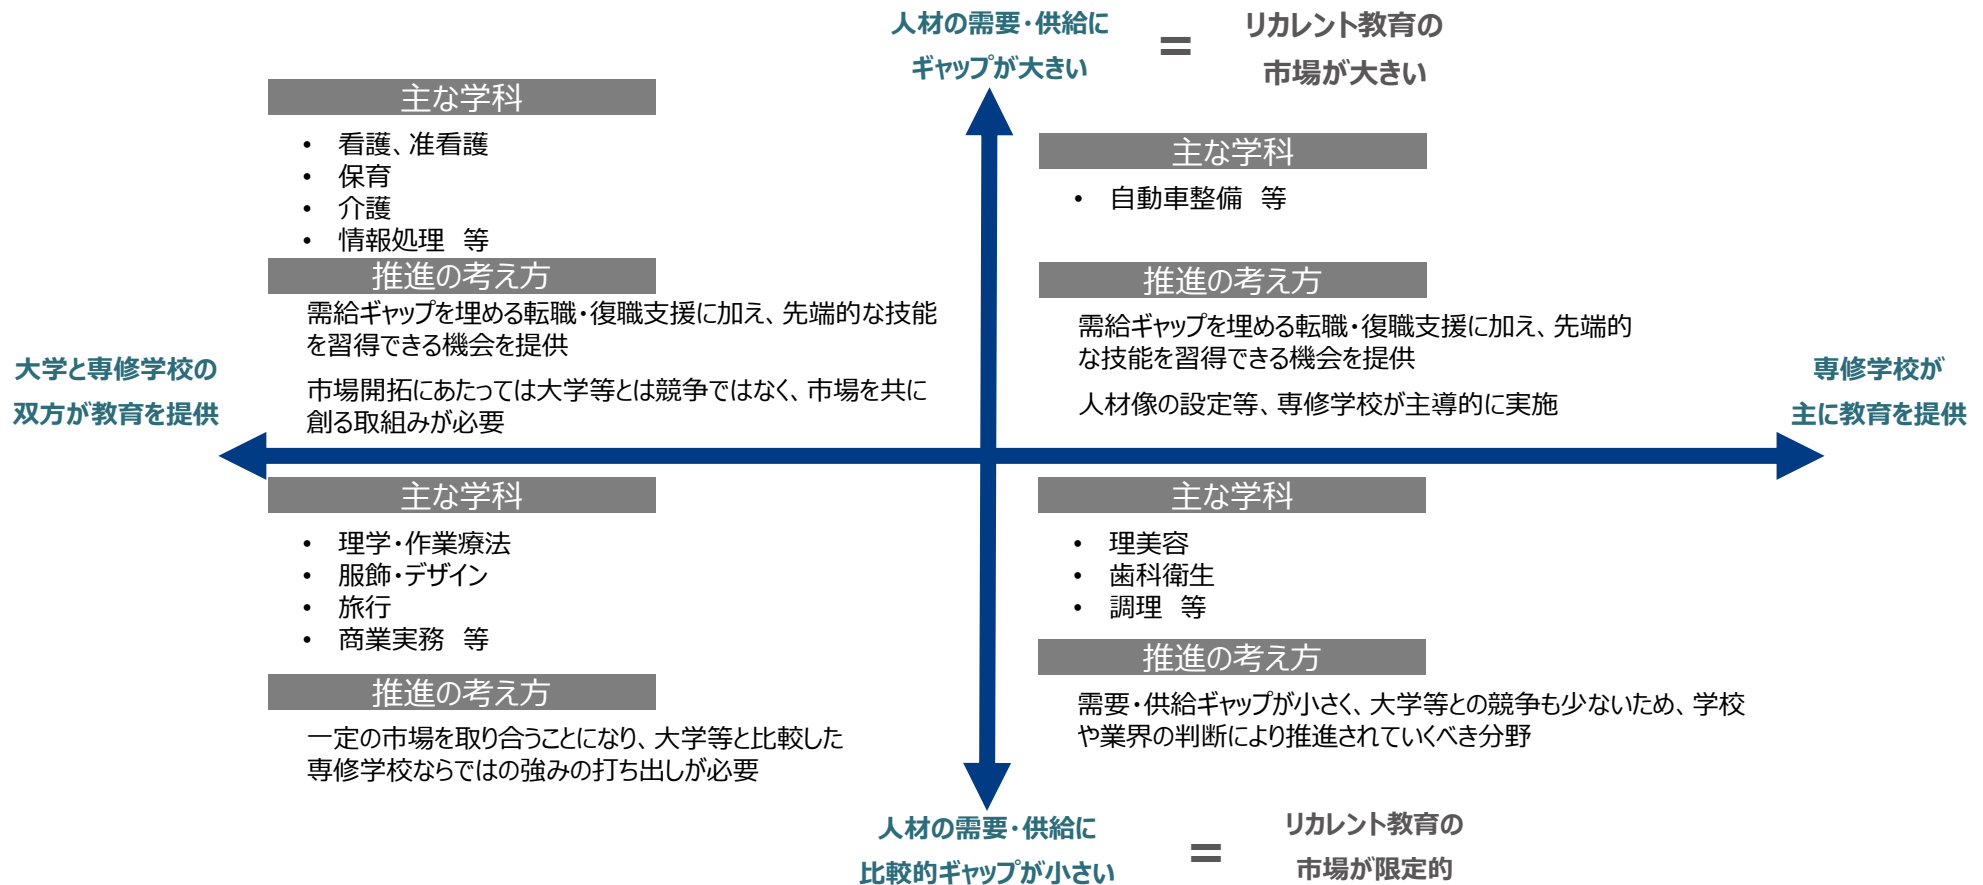 人材の需要・供給に
ギャップが大きい
＝
リカレント教育の
市場が大きい
主な学科
• 看護、准看護
• 保育
• 介護
• 情報処理　等
推進の考え方
需給ギャップを埋める転職・復職支援に加え、先端的な技能
を習得できる機会を提供
市場開拓にあたっては大学等とは競争ではなく、市場を共に
創る取組みが必要
主な学科
• 自動車整備　等
推進の考え方
需給ギャップを埋める転職・復職支援に加え、先端的
な技能を習得できる機会を提供
人材像の設定等、専修学校が主導的に実施
大学と専修学校の
双方が教育を提供
専修学校が
主に教育を提供
主な学科
• 理学・作業療法
• 服飾・デザイン
• 旅行
• 商業実務　等
推進の考え方
一定の市場を取り合うことになり、大学等と比較した
専修学校ならではの強みの打ち出しが必要
主な学科
• 理美容
• 歯科衛生
• 調理　等
推進の考え方
需要・供給ギャップが小さく、大学等との競争も少ないため、学校
や業界の判断により推進されていくべき分野
人材の需要・供給に
比較的ギャップが小さい
＝
リカレント教育の
市場が限定的